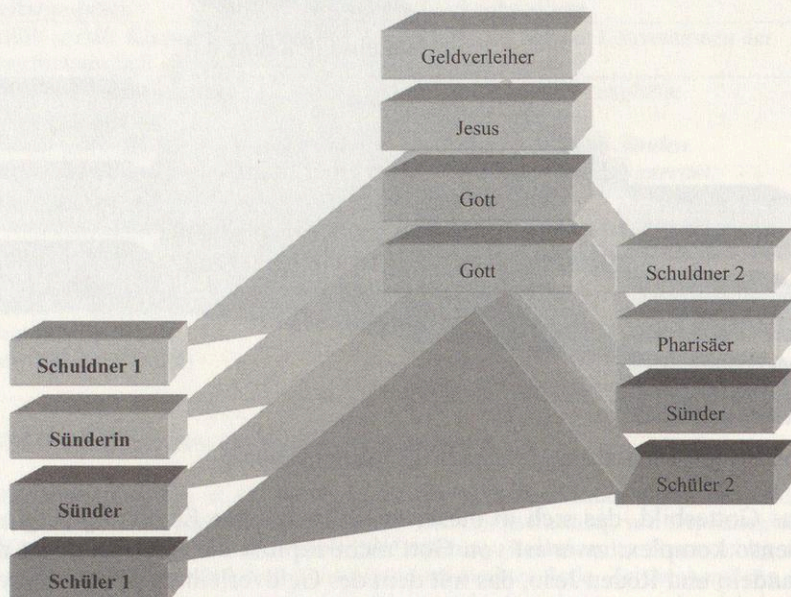 Geldverleiher
Jesus
Gott
Gott
Schuldner 2
Schuldner 1
Pharisäer
Sünderin
Sünder
Sünder
Schüler 2
Schüler 1